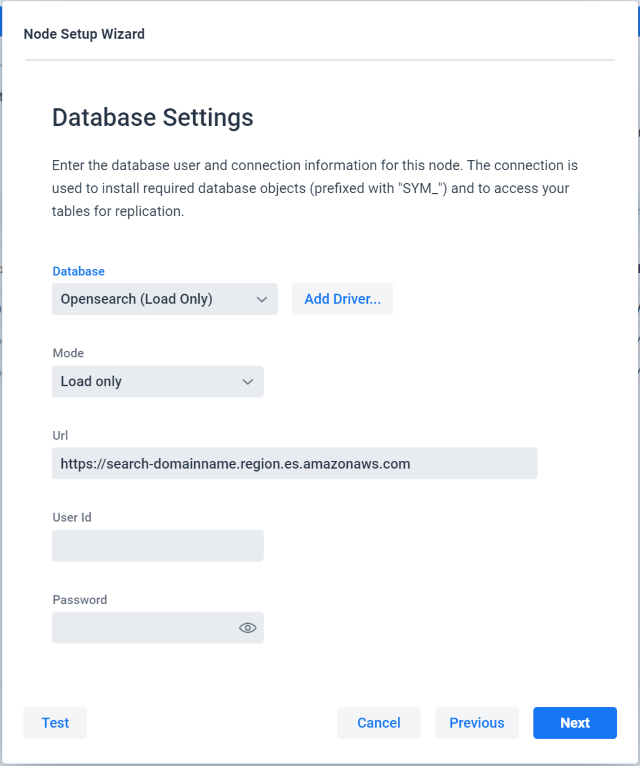 Node Setup Wizard
Database Settings
Enter the database user and connection information for this node. The connection is
used to install required database objects (prefixed with "SYM_") and to access your
tables for replication.
Database
Opensearch (Load Only)
Add Driver...
Mode
Load only
Url
https://search-domainname.region.es.amazonaws.com
User Id
Password
Test
Cancel
Previous
Next